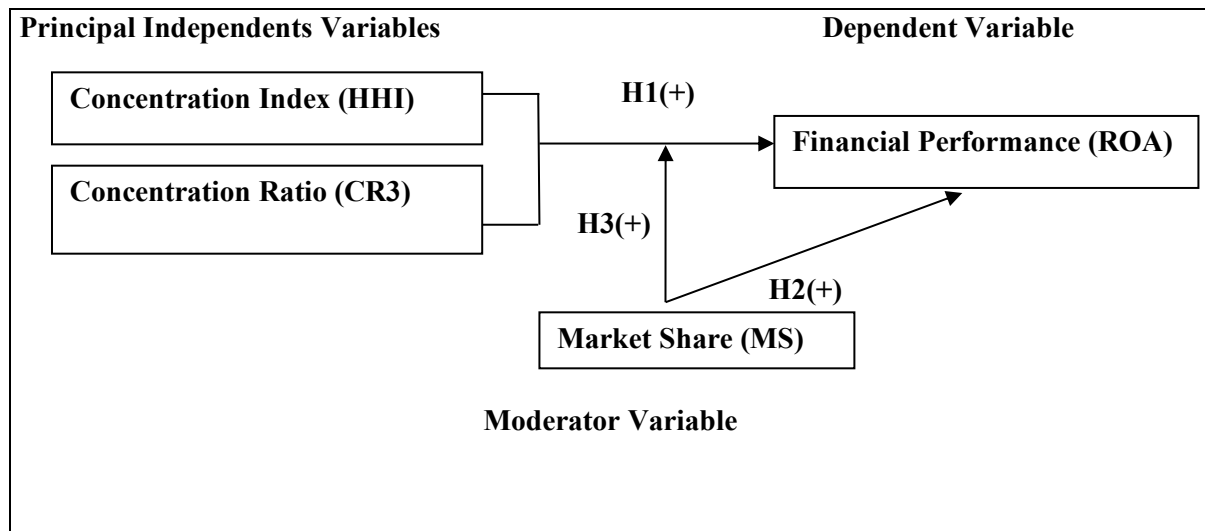 Principal Independents Variables
Dependent Variable
Concentration Index (HHI)
H1(+)
Financial Performance (ROA)
Concentration Ratio (CR3)
H3(+)
H2(+)
Market Share (MS)
Moderator Variable